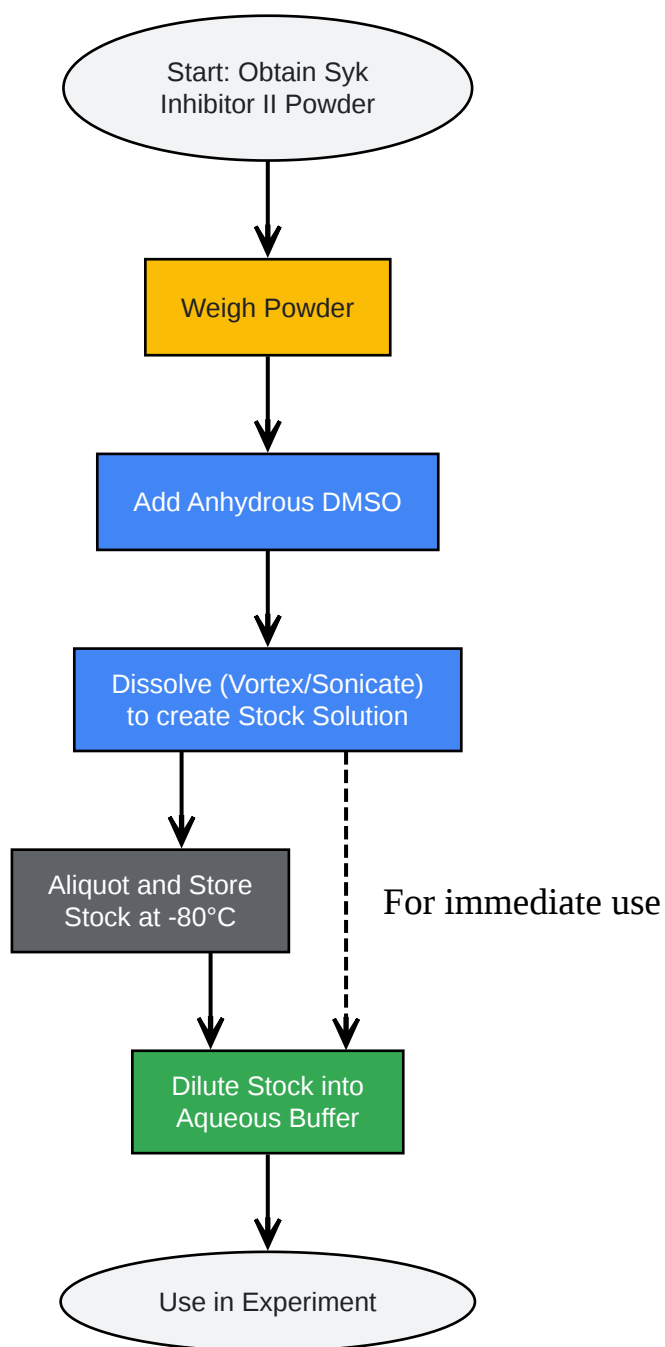 Start: Obtain Syk
Inhibitor II Powder
Weigh Powder
Add Anhydrous DMSO
Dissolve (Vortex/Sonicate)
to create Stock Solution
Aliquot and Store
Stock at -80°C
For immediate use
Dilute Stock into
Aqueous Buffer
Use in Experiment